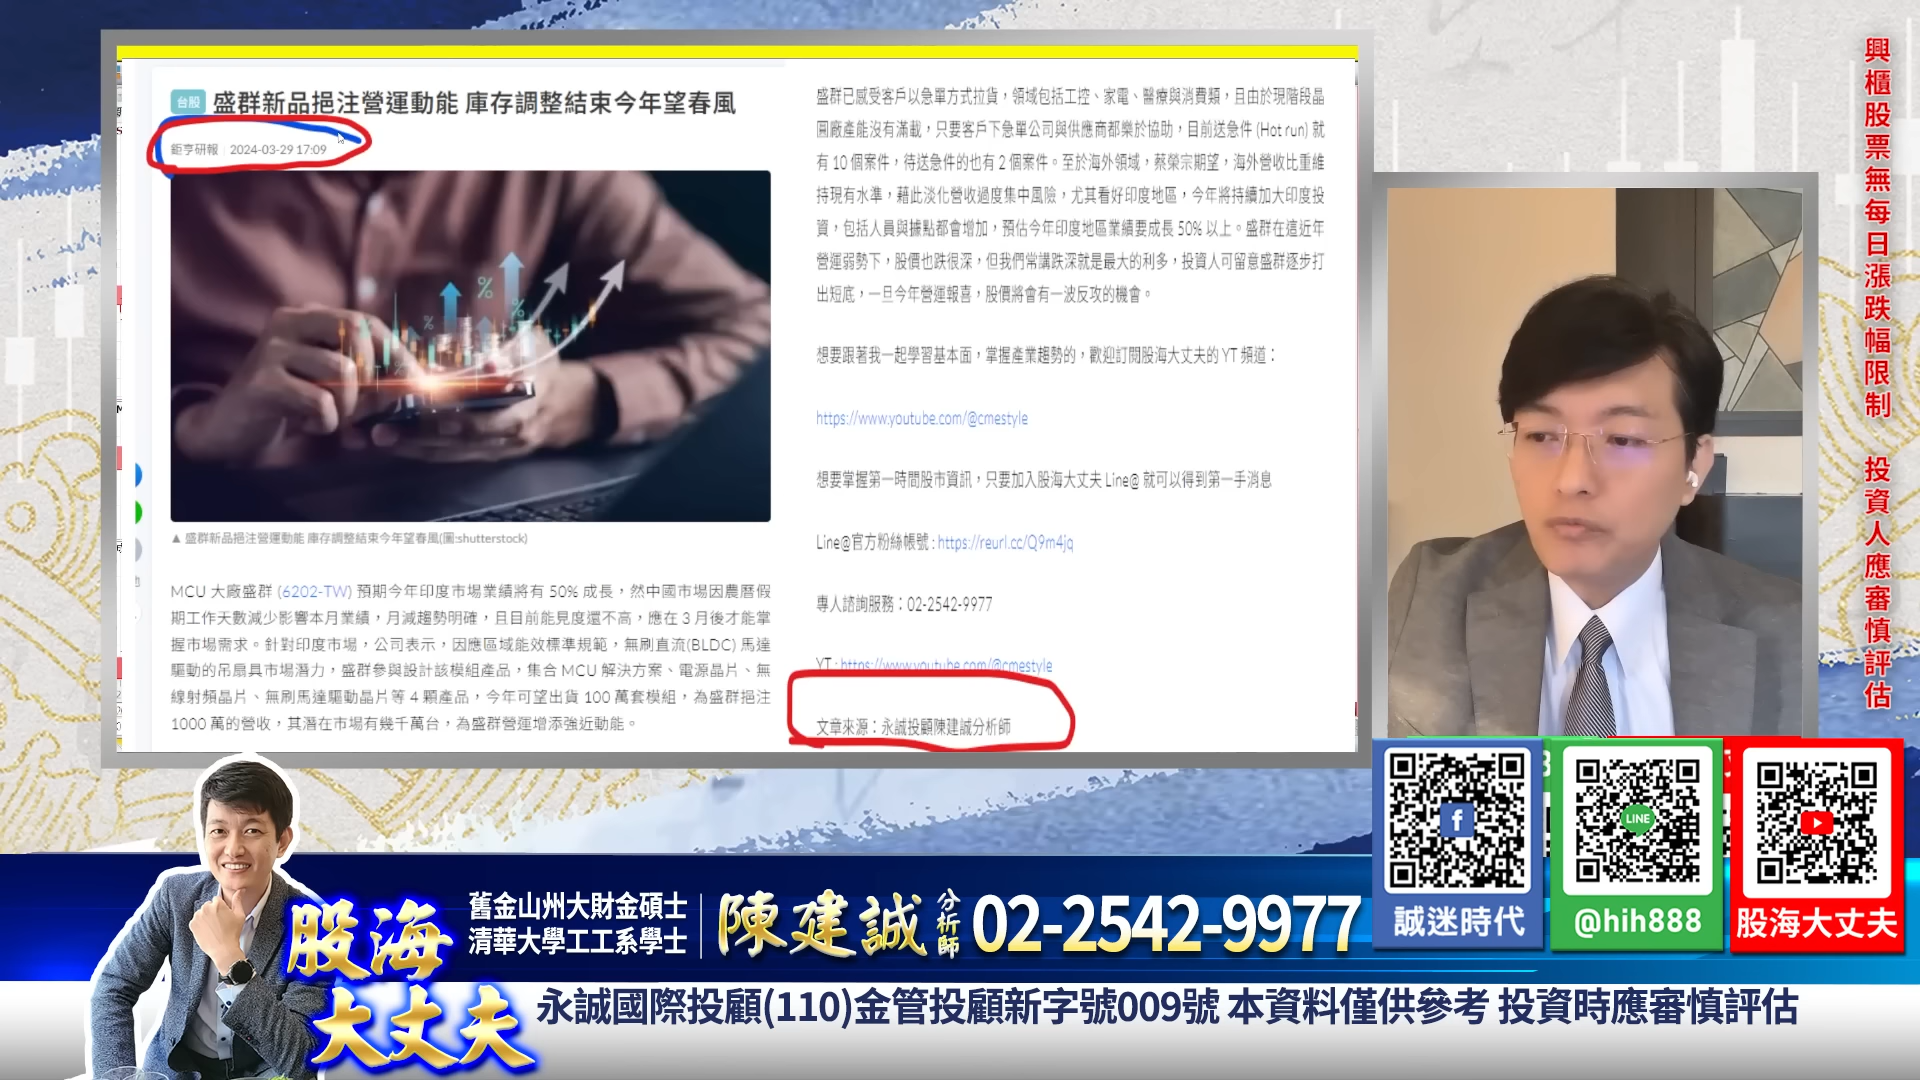 台股 盛群新品挹注營運動能 庫存調整結束今年望春風
鉅亨研報 2024-03-29 17:09
▲ 盛群新品挹注營運動能 庫存調整結束今年望春風(圖:shutterstock)
MCU 大廠盛群 (6202-TW) 預期今年印度市場業績將有 50% 成長，然中國市場因農曆假
期工作天數減少影響本月業績，月減趨勢明確，且目前能見度還不高，應在 3 月後才能掌
握市場需求。針對印度市場，公司表示，因應區域能效標準規範，無刷直流(BLDC) 馬達
驅動的吊扇具市場潛力，盛群參與設計該模組產品，集合 MCU 解決方案、電源晶片、無
線射頻晶片、無刷馬達驅動晶片等 4 顆產品，今年可望出貨 100 萬套模組，為盛群挹注
1000 萬的營收，其潛在市場有幾千萬台，為盛群營運增添強近動能。
盛群已感受客戶以急單方式拉貨，領域包括工控、家電、醫療與消費類，且由於現階段晶
圓廠產能沒有滿載，只要客戶下急單公司與供應商都樂於協助，目前送急件 (Hot run) 就
有 10 個案件，待送急件的也有 2 個案件。至於海外領域，蔡榮宗期望，海外營收比重維
持現有水準，藉此淡化營收過度集中風險，尤其看好印度地區，今年將持續加大印度投
資，包括人員與據點都會增加，預估今年印度地區業績要成長 50% 以上。盛群在這近年
營運弱勢下，股價也跌很深，但我們常講跌深就是最大的利多，投資人可留意盛群逐步打
出短底，一旦今年營運報喜，股價將會有一波反攻的機會。
想要跟著我一起學習基本面，掌握產業趨勢的，歡迎訂閱股海大丈夫的 YT 頻道：
https://www.youtube.com/@cmestyle
想要掌握第一時間股市資訊，只要加入股海大丈夫 Line@ 就可以得到第一手消息
Line@官方粉絲帳號 : https://reurl.cc/Q9m4jq
專人諮詢服務：02-2542-9977
YT : https://www.youtube.com/@cmestyle
文章來源：永誠投顧陳建誠分析師
興櫃股票無每日漲跌幅限制 投資人應審慎評估
誠迷時代
LINE
@hih888
股海大丈夫
股海
大丈夫
舊金山州大財金碩士
清華大學工工系學士
陳建誠 分析師 02-2542-9977
永誠國際投顧(110)金管投顧新字號009號 本資料僅供參考 投資時應審慎評估